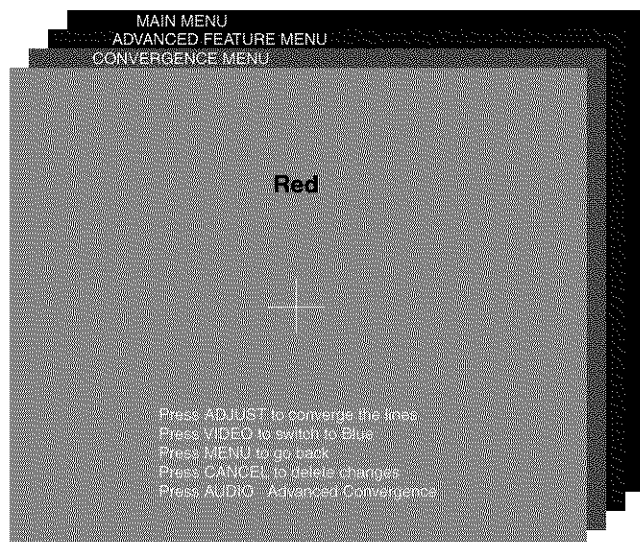 MAIN MENU
ADVANCED FEATURE MENU
CONVERGENCE MENU
Red
Press ADJUST to converge the lines
Press VIDEO to switch to Blue
Press MENU to go back
Press CANCEL to delete changes
Press AUDIO Advanced Convergence